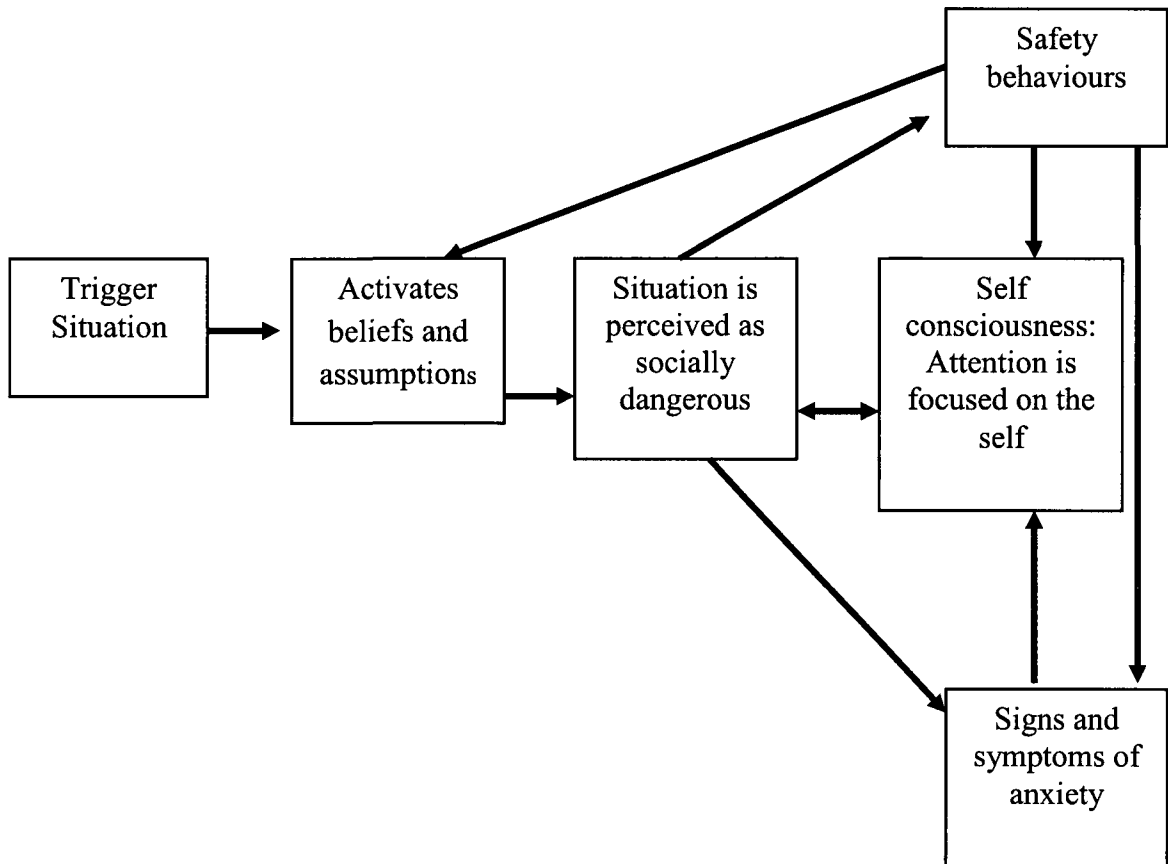 Safety
behaviours
Trigger
Situation
Activates
beliefs and
assumptions
Situation is
perceived as
socially
dangerous
Self
consciousness:
Attention is
focused on the
self
Signs and
symptoms of
anxiety